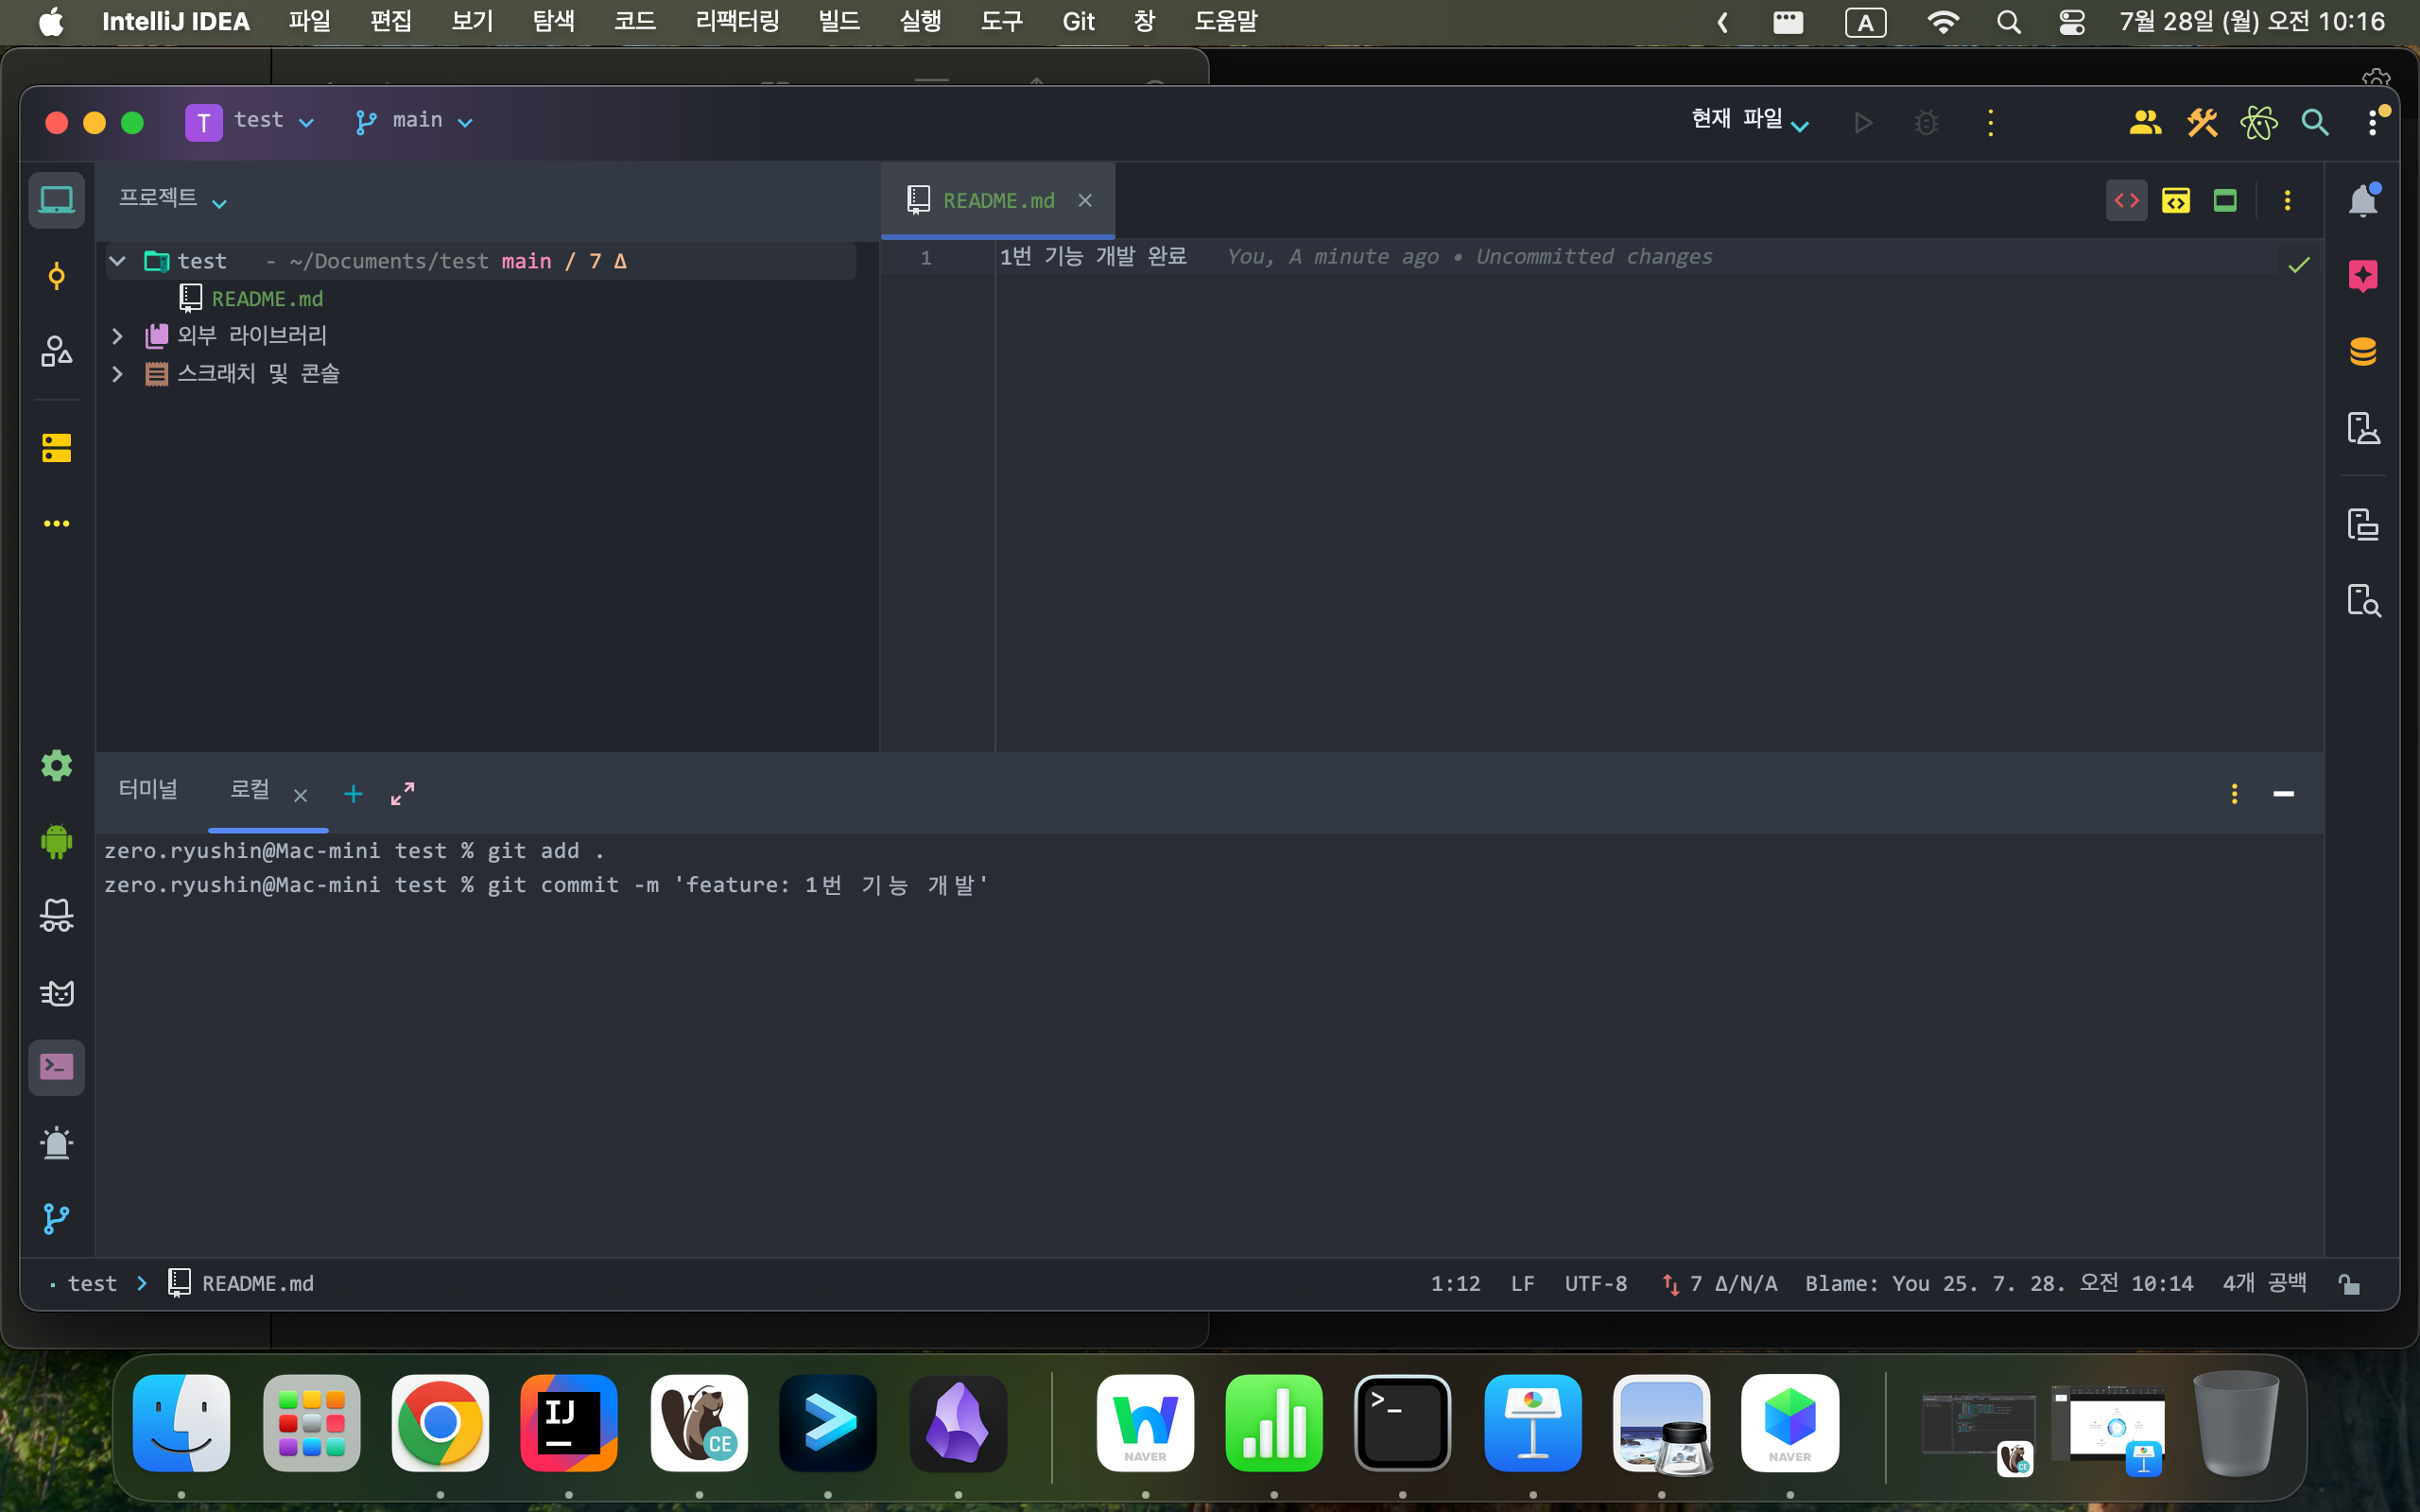 IntelliJ IDEA 파일 편집 보기 탐색 코드 리팩터링 빌드 실행 도구 Git 창 도움말 A 7월 28일 (월) 오전 10:16
T test main 현재 파일
프로젝트 README.md
test - ~/Documents/test main / 7 Δ
1 1번 기능 개발 완료 You, A minute ago • Uncommitted changes
README.md
외부 라이브러리
스크래치 및 콘솔
터미널 로컬
zero.ryushin@Mac-mini test % git add .
zero.ryushin@Mac-mini test % git commit -m 'feature: 1번 기능 개발'
test README.md 1:12 LF UTF-8 7 Δ/N/A Blame: You 25. 7. 28. 오전 10:14 4개 공백
IJ CE NAVER >_ NAVER CE